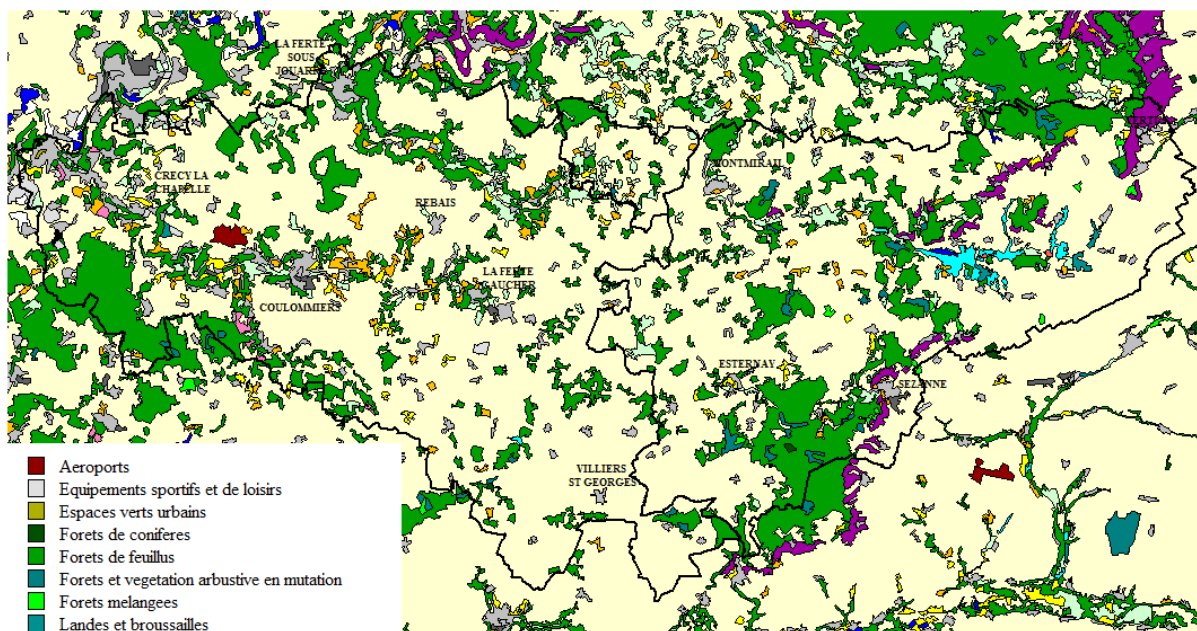 LA FERTE
SOUS
JOUARRE
CRECY LA
CHAPELLE
REBAIS
MONTMIRAIL
LA FERTE
GAUCHER
COULOMMIERS
ESTERNAY
SEZANNE
VILLIERS
ST GEORGES
Aeroports
Equipements sportifs et de loisirs
Espaces verts urbains
Forets de coniferes
Forets de feuillus
Forets et vegetation arbustive en mutation
Forets melangees
Landes et broussailles